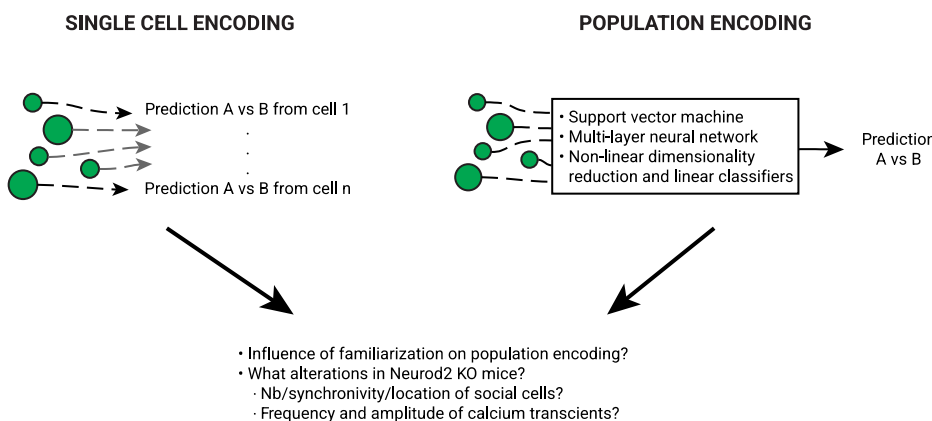 SINGLE CELL ENCODING
Prediction A vs B from cell 1
.
.
.
Prediction A vs B from cell n
POPULATION ENCODING
• Support vector machine
• Multi-layer neural network
• Non-linear dimensionality
reduction and linear classifiers
Prediction
A vs B
• Influence of familiarization on population encoding?
• What alterations in Neurod2 KO mice?
· Nb/synchronivity/location of social cells?
· Frequency and amplitude of calcium transcients?